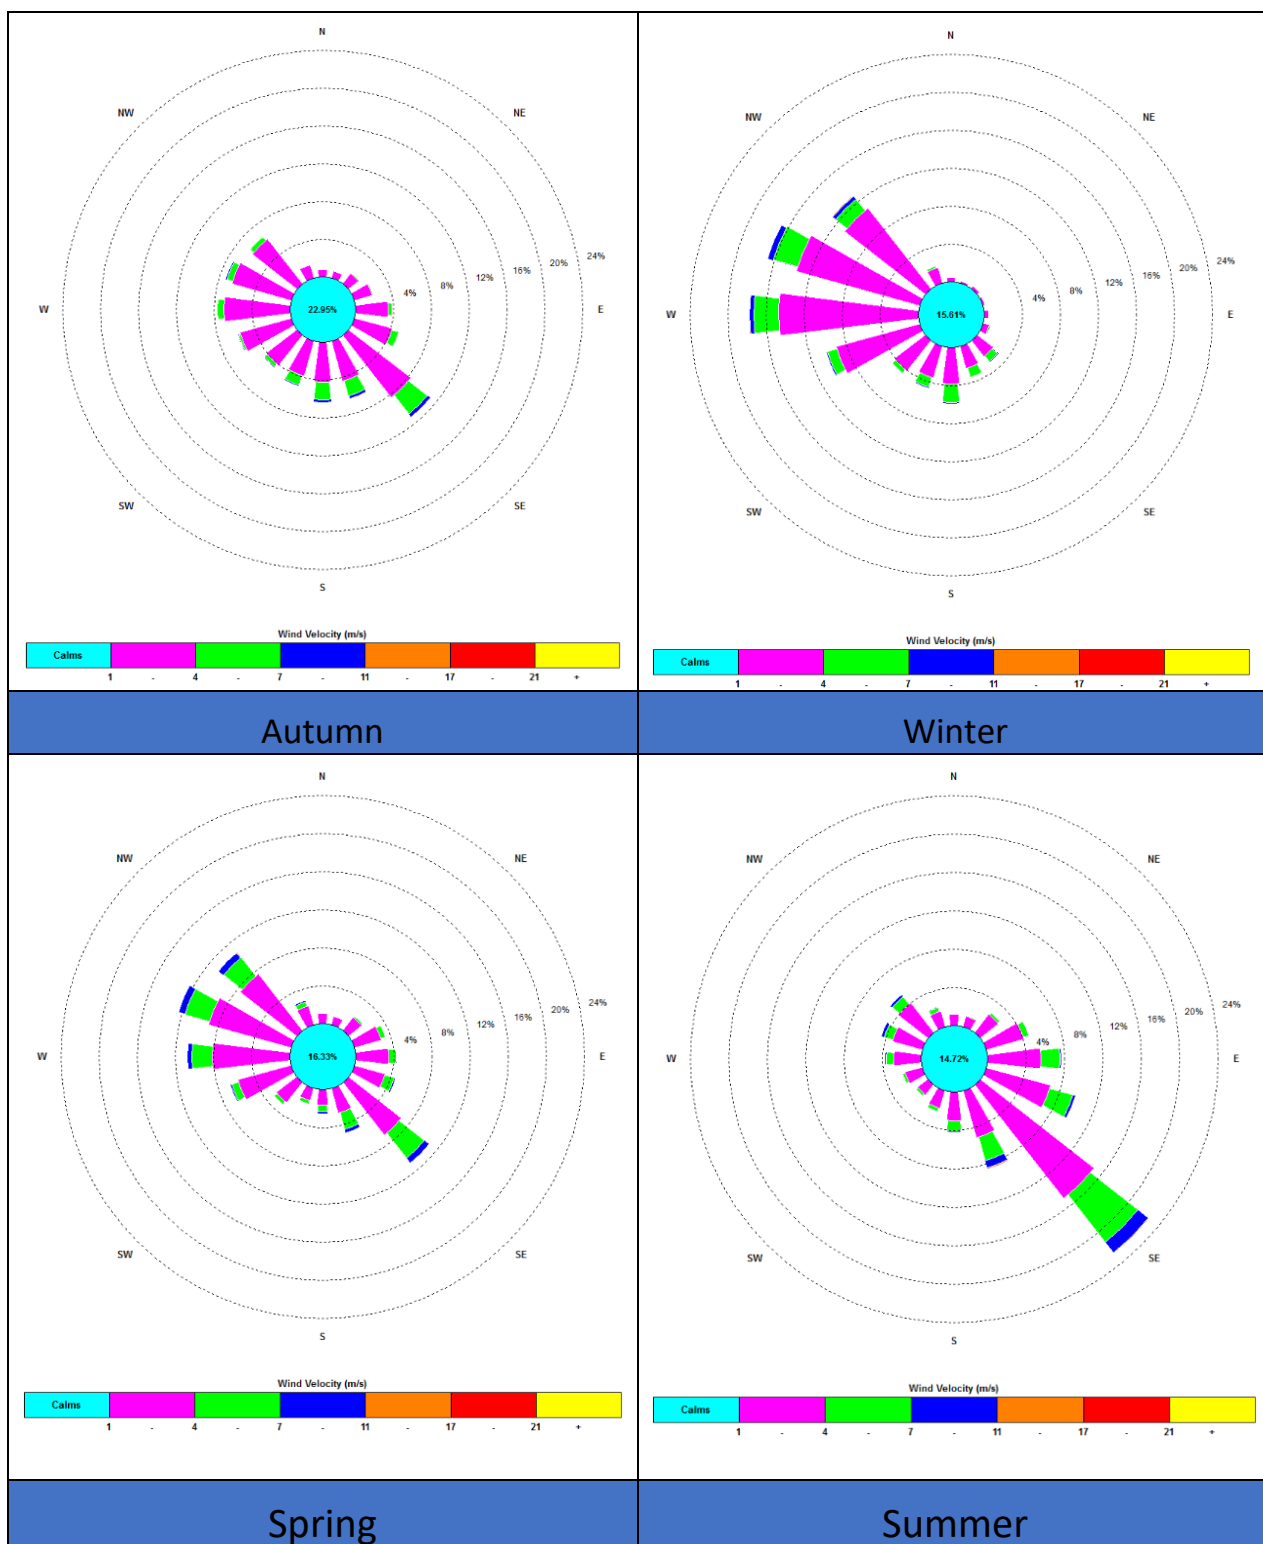 N
NW NE
24%
20%
16%
12%
8%
4%
W 22.95% E
SW SE
S
Wind Velocity (m/s)
Calms
1 - 4 - 7 - 11 - 17 - 21 +
Autumn
N
NW NE
24%
20%
16%
12%
8%
4%
W 15.61% E
SW SE
S
Wind Velocity (m/s)
Calms
1 - 4 - 7 - 11 - 17 - 21 +
Winter
N
NW NE
24%
20%
16%
12%
8%
4%
W 16.33% E
SW SE
S
Wind Velocity (m/s)
Calms
1 - 4 - 7 - 11 - 17 - 21 +
Spring
N
NW NE
24%
20%
16%
12%
8%
4%
W 14.72% E
SW SE
S
Wind Velocity (m/s)
Calms
1 - 4 - 7 - 11 - 17 - 21 +
Summer